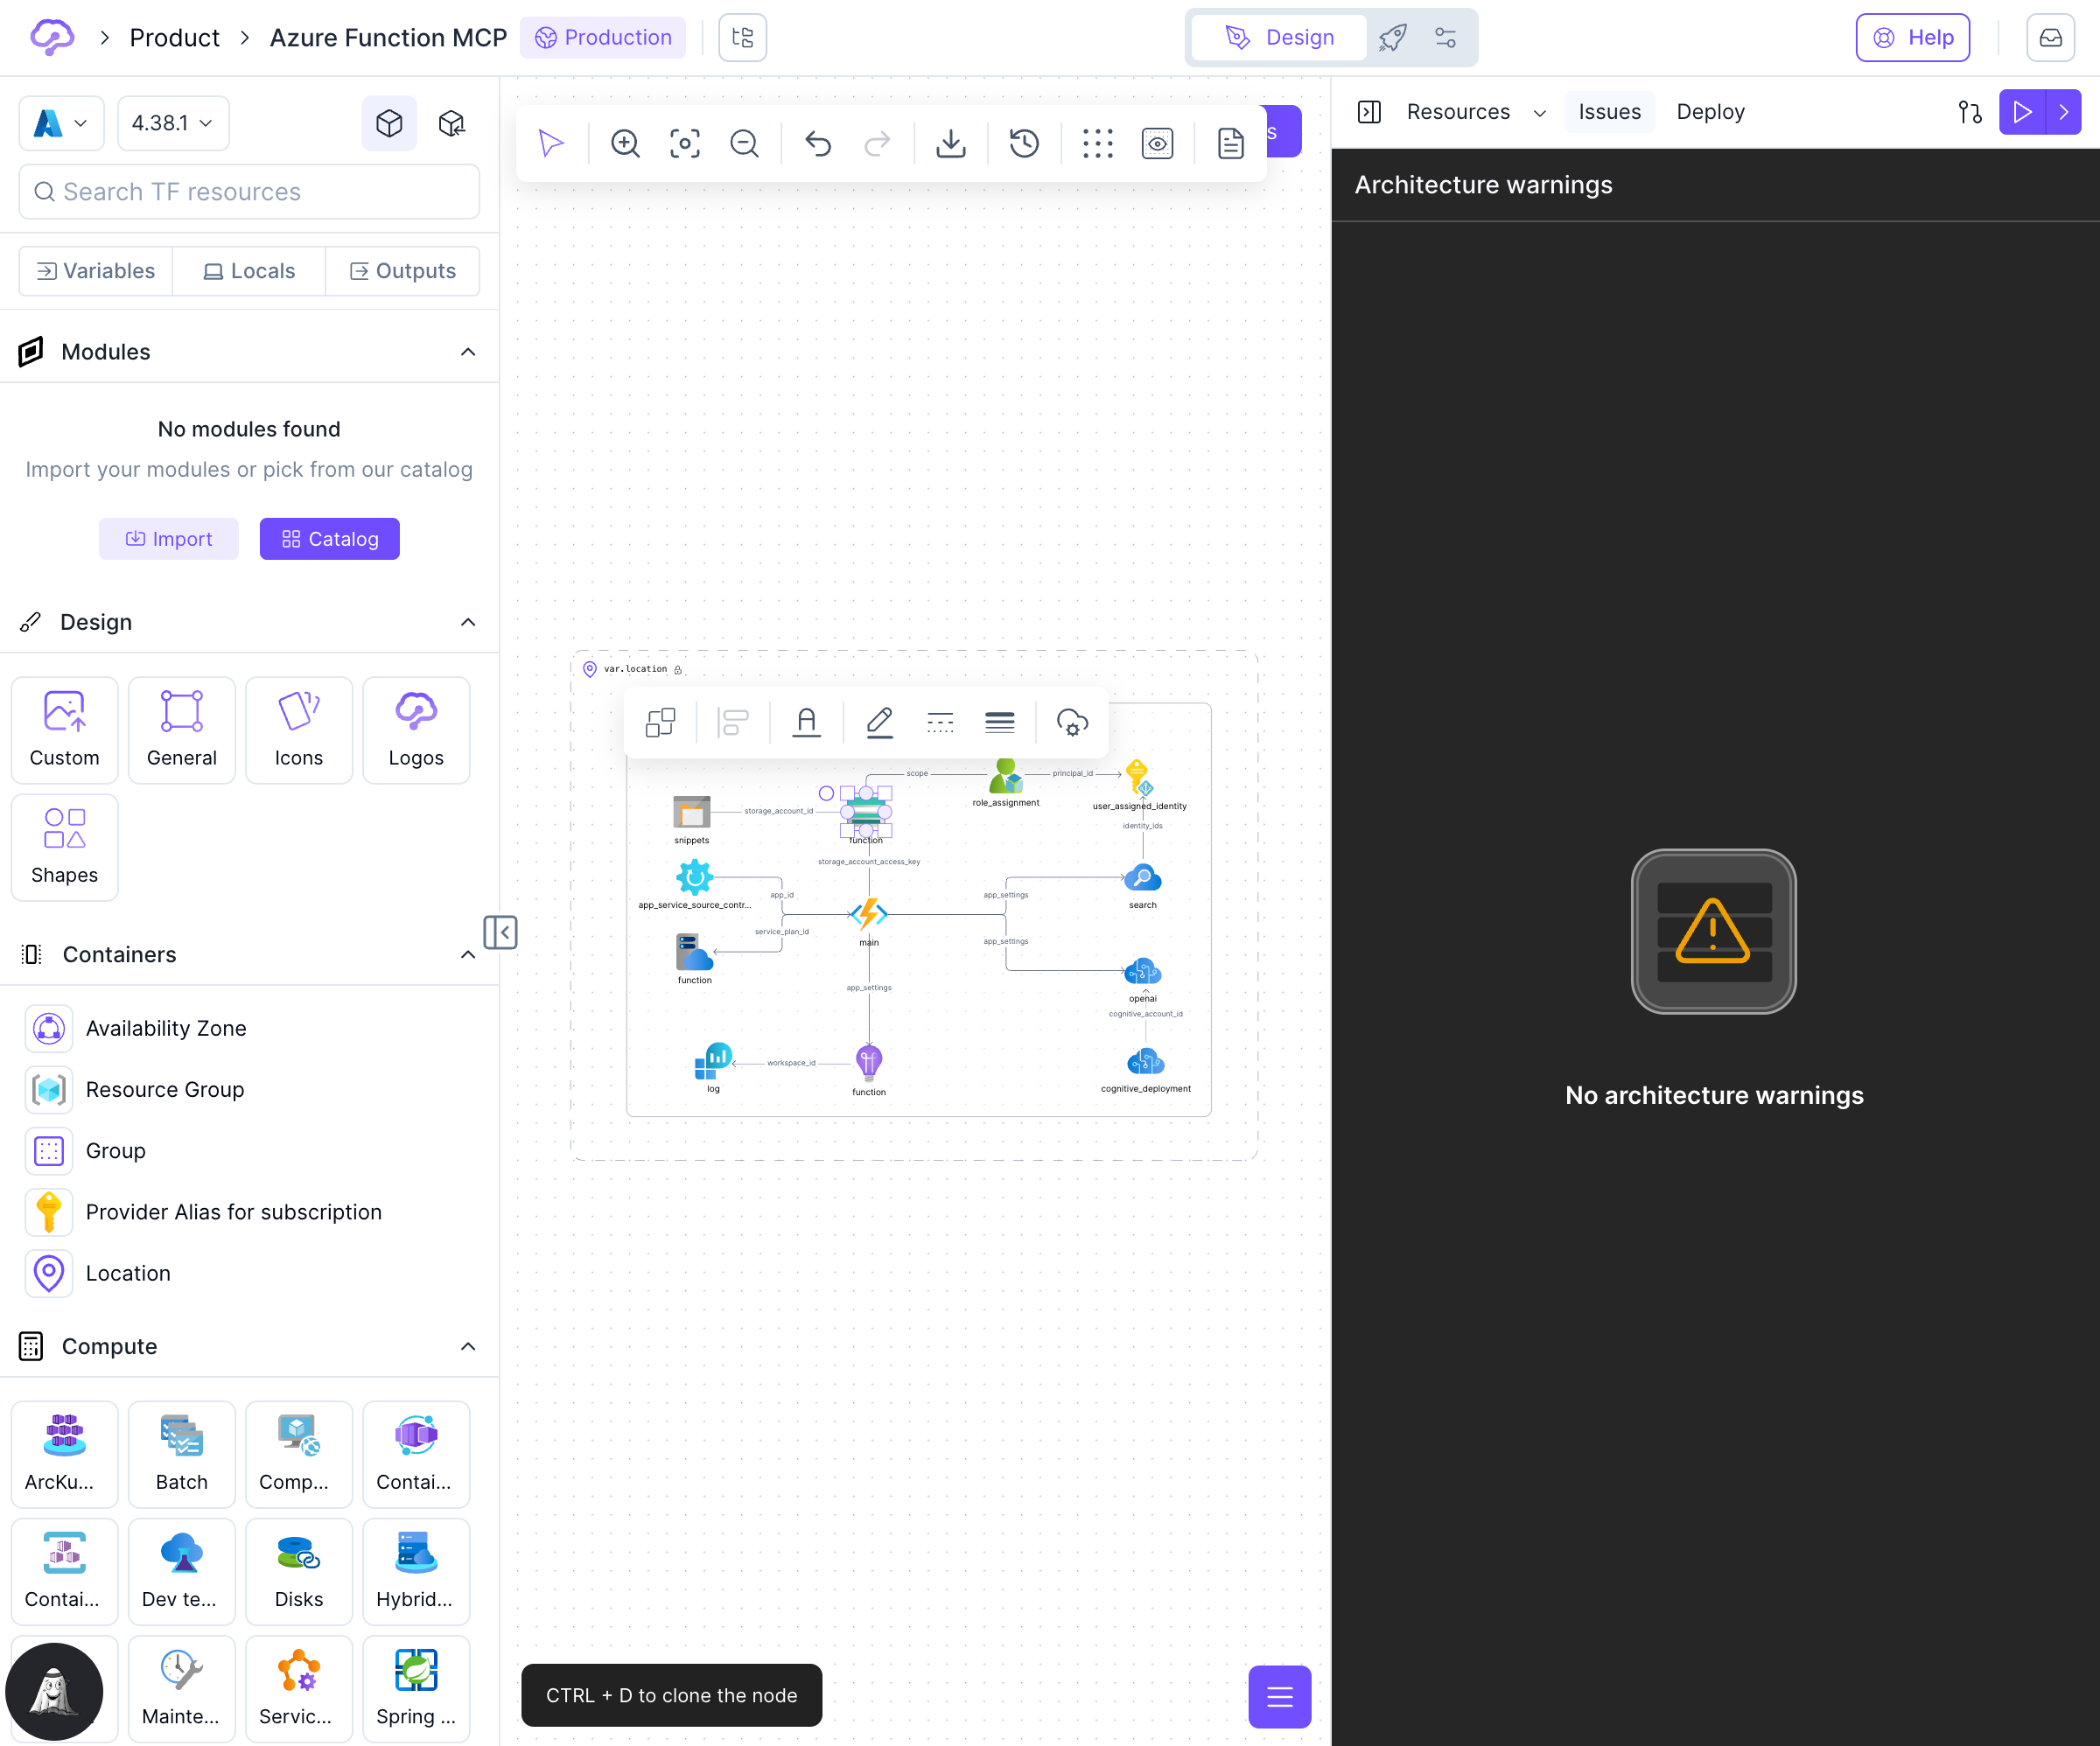 Product
Azure Function MCP
Production
Design
Help
4.38.1
Search TF resources
Variables
Locals
Outputs
Modules
No modules found
Import your modules or pick from our catalog
Import
Catalog
Design
Custom
General
Icons
Logos
Shapes
Containers
Availability Zone
Resource Group
Group
Provider Alias for subscription
Location
Compute
ArcKu...
Batch
Comp...
Contai...
Contai...
Dev te...
Disks
Hybrid...
Mainte...
Servic...
Spring ...
s
var.location
scope
principal_id
role_assignment
user_assigned_identity
storage_account_id
snippets
function
identity_ids
storage_account_access_key
app_id
app_settings
app_service_source_contr...
search
service_plan_id
main
app_settings
function
app_settings
openai
cognitive_account_id
workspace_id
log
function
cognitive_deployment
CTRL + D to clone the node
Resources
Issues
Deploy
Architecture warnings
No architecture warnings